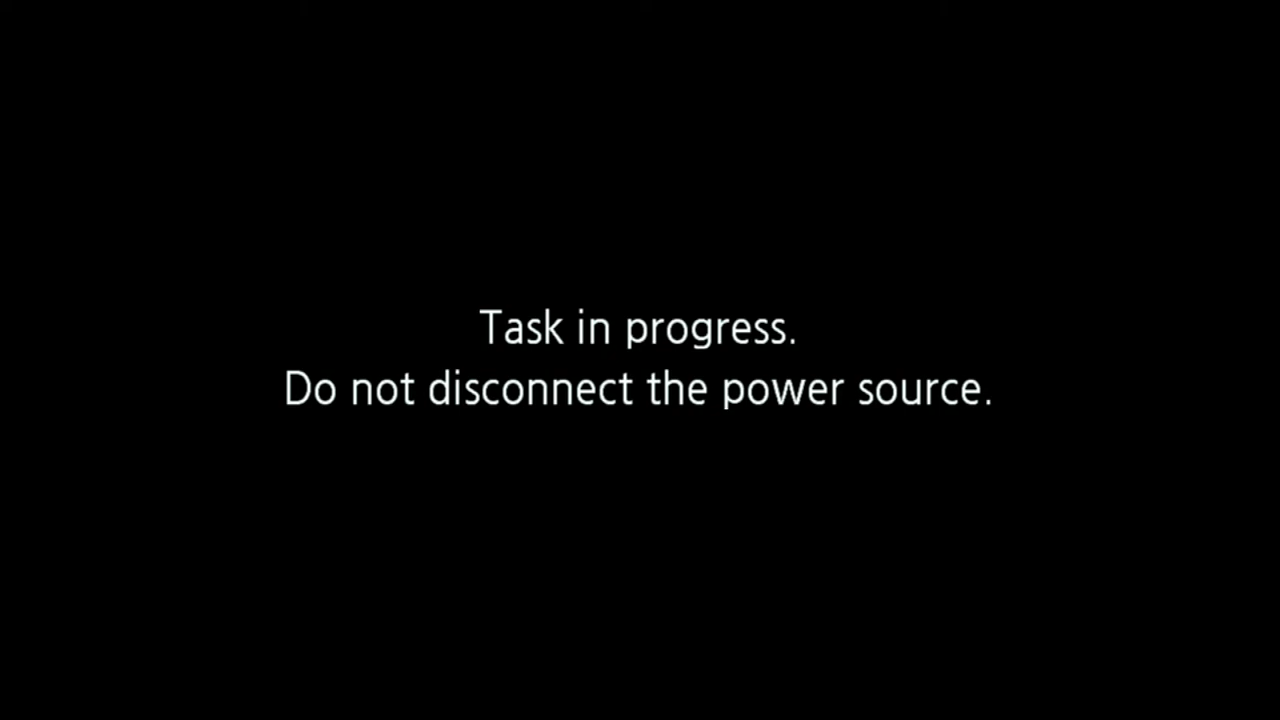 Task in progress.
Do not disconnect the power source.